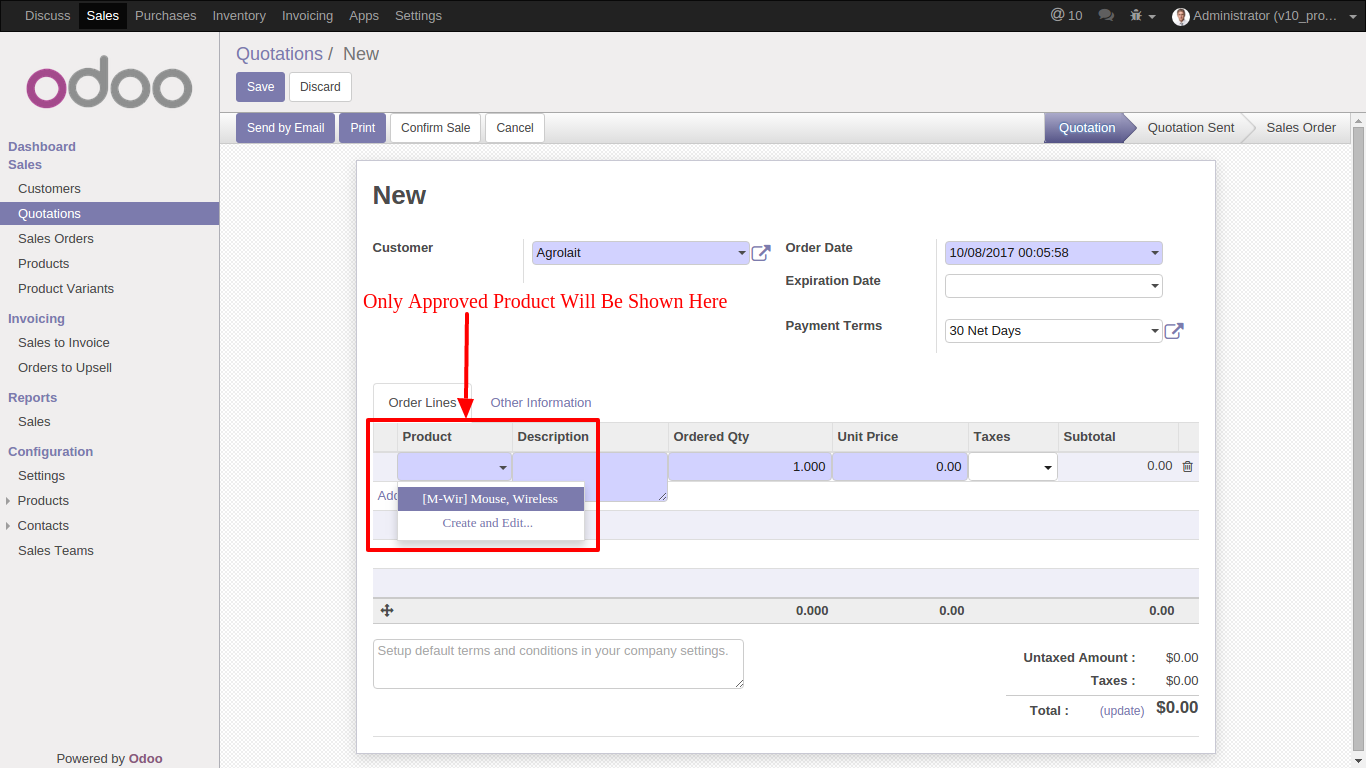 Discuss Sales Purchases Inventory Invoicing Apps Settings @ 10 Administrator (v10_pro...
odoo
Quotations / New
Save Discard
Send by Email Print Confirm Sale Cancel Quotation Quotation Sent Sales Order
Dashboard
Sales
Customers
Quotations
Sales Orders
Products
Product Variants
Invoicing
Sales to Invoice
Orders to Upsell
Reports
Sales
Configuration
Settings
Products
Contacts
Sales Teams
Powered by Odoo
New
Customer Agrolait Order Date 10/08/2017 00:05:58
Expiration Date
Only Approved Product Will Be Shown Here
Payment Terms 30 Net Days
Order Lines Other Information
Product Description Ordered Qty Unit Price Taxes Subtotal
1.000 0.00 0.00
Add
[M-Wir] Mouse, Wireless
Create and Edit...
0.000 0.00 0.00
Setup default terms and conditions in your company settings.
Untaxed Amount : $0.00
Taxes : $0.00
Total : (update) $0.00